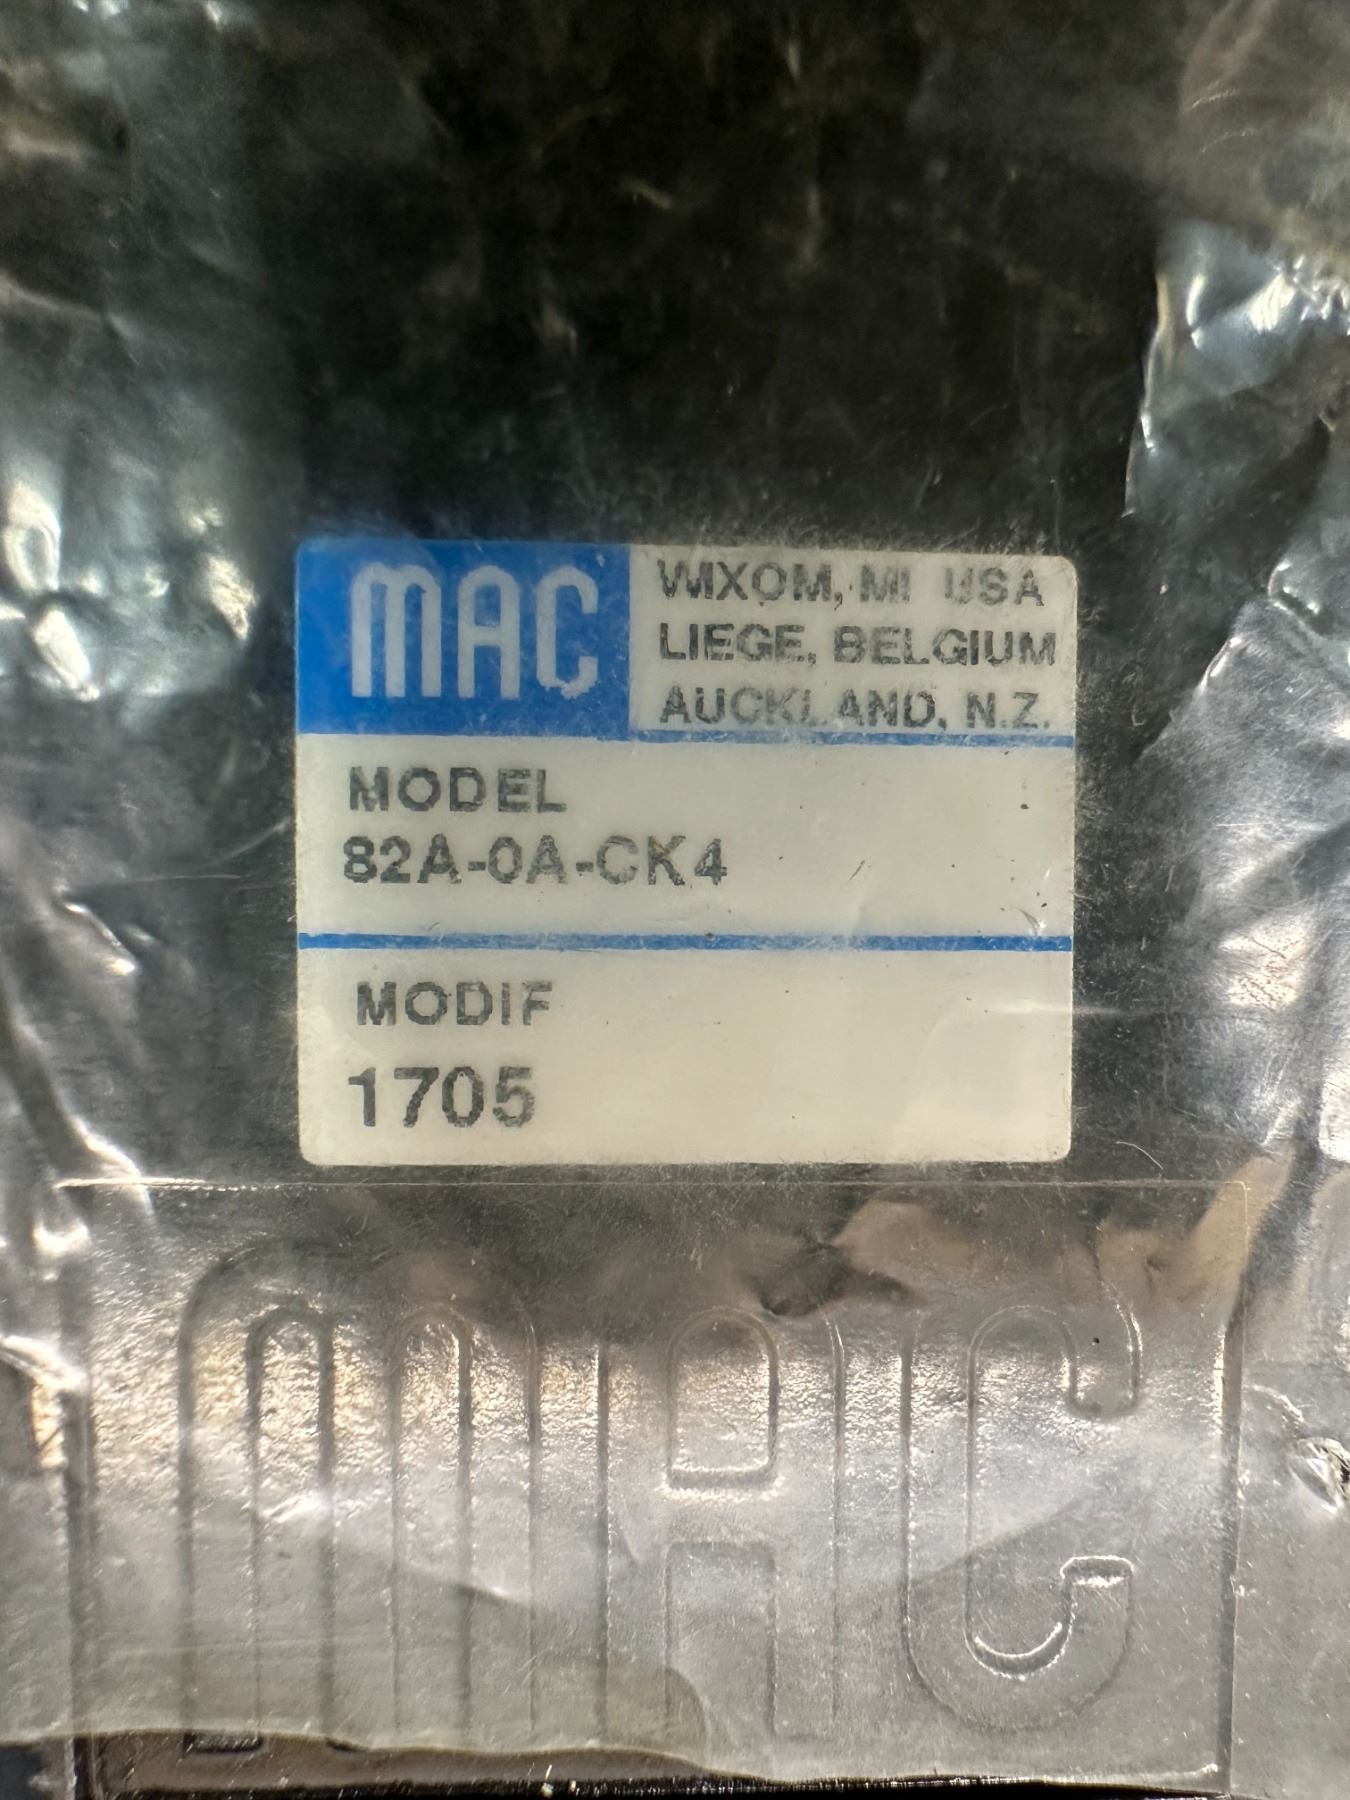 MAC
WIXOM, MI USA
LIEGE, BELGIUM
AUCKLAND, N.Z.
MODEL
82A-0A-CK4
MODIF
1705
MAC